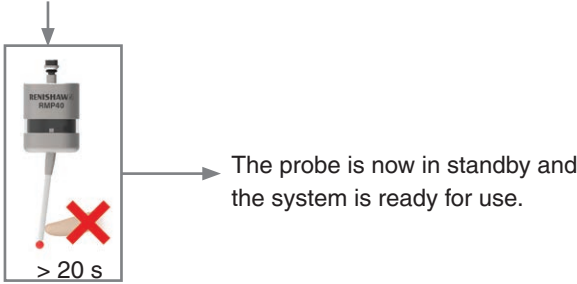 RENISHAW
RMP40
> 20 s
The probe is now in standby and
the system is ready for use.